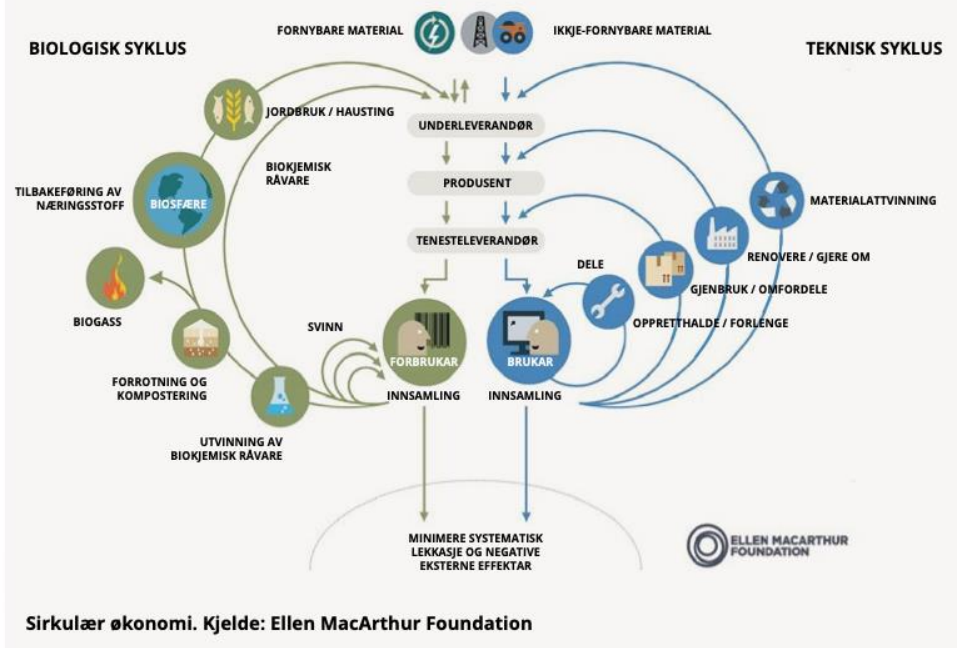 FORNYBARE MATERIAL
IKKJE-FORNYBARE MATERIAL
BIOLOGISK SYKLUS
TEKNISK SYKLUS
JORDBRUK / HAUSTING
UNDERLEVERANDØR
BIOKJEMISK
RÅVARE
PRODUSENT
TILBAKEFØRING AV
NÆRINGSSTOFF
BIOSFÆRE
MATERIALATTVINNING
TENESTELEVERANDØR
RENOVERE / GJERE OM
DELE
GJENBRUK / OMFORDELE
BIOGASS
OPPRETTHALDE / FORLENGE
SVINN
FORBRUKAR
BRUKAR
FORROTNING OG
KOMPOSTERING
INNSAMLING
INNSAMLING
UTVINNING AV
BIOKJEMISK RÅVARE
MINIMERE SYSTEMATISK
LEKKASJE OG NEGATIVE
EKSTERNE EFFEKTAR
ELLEN MACARTHUR
FOUNDATION
Sirkulær økonomi. Kjelde: Ellen MacArthur Foundation